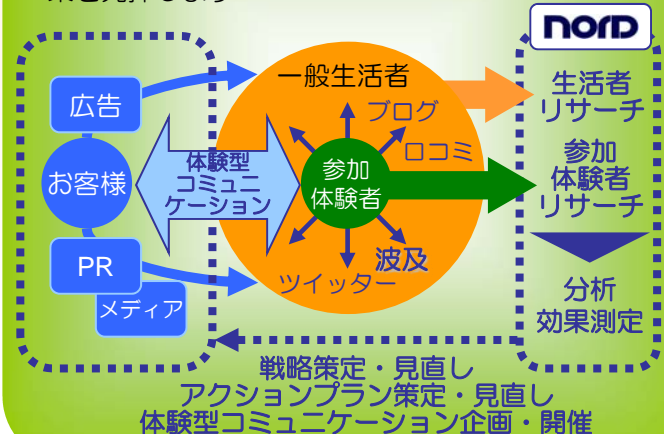 nord
一般生活者
生活者
リサーチ
広告
ブログ
口コミ
体験型
コミュニ
ケーション
参加
体験者
参加
体験者
リサーチ
お客様
PR
メディア
波及
ツイッター
分析
効果測定
戦略策定・見直し
アクションプラン策定・見直し
体験型コミュニケーション企画・開催